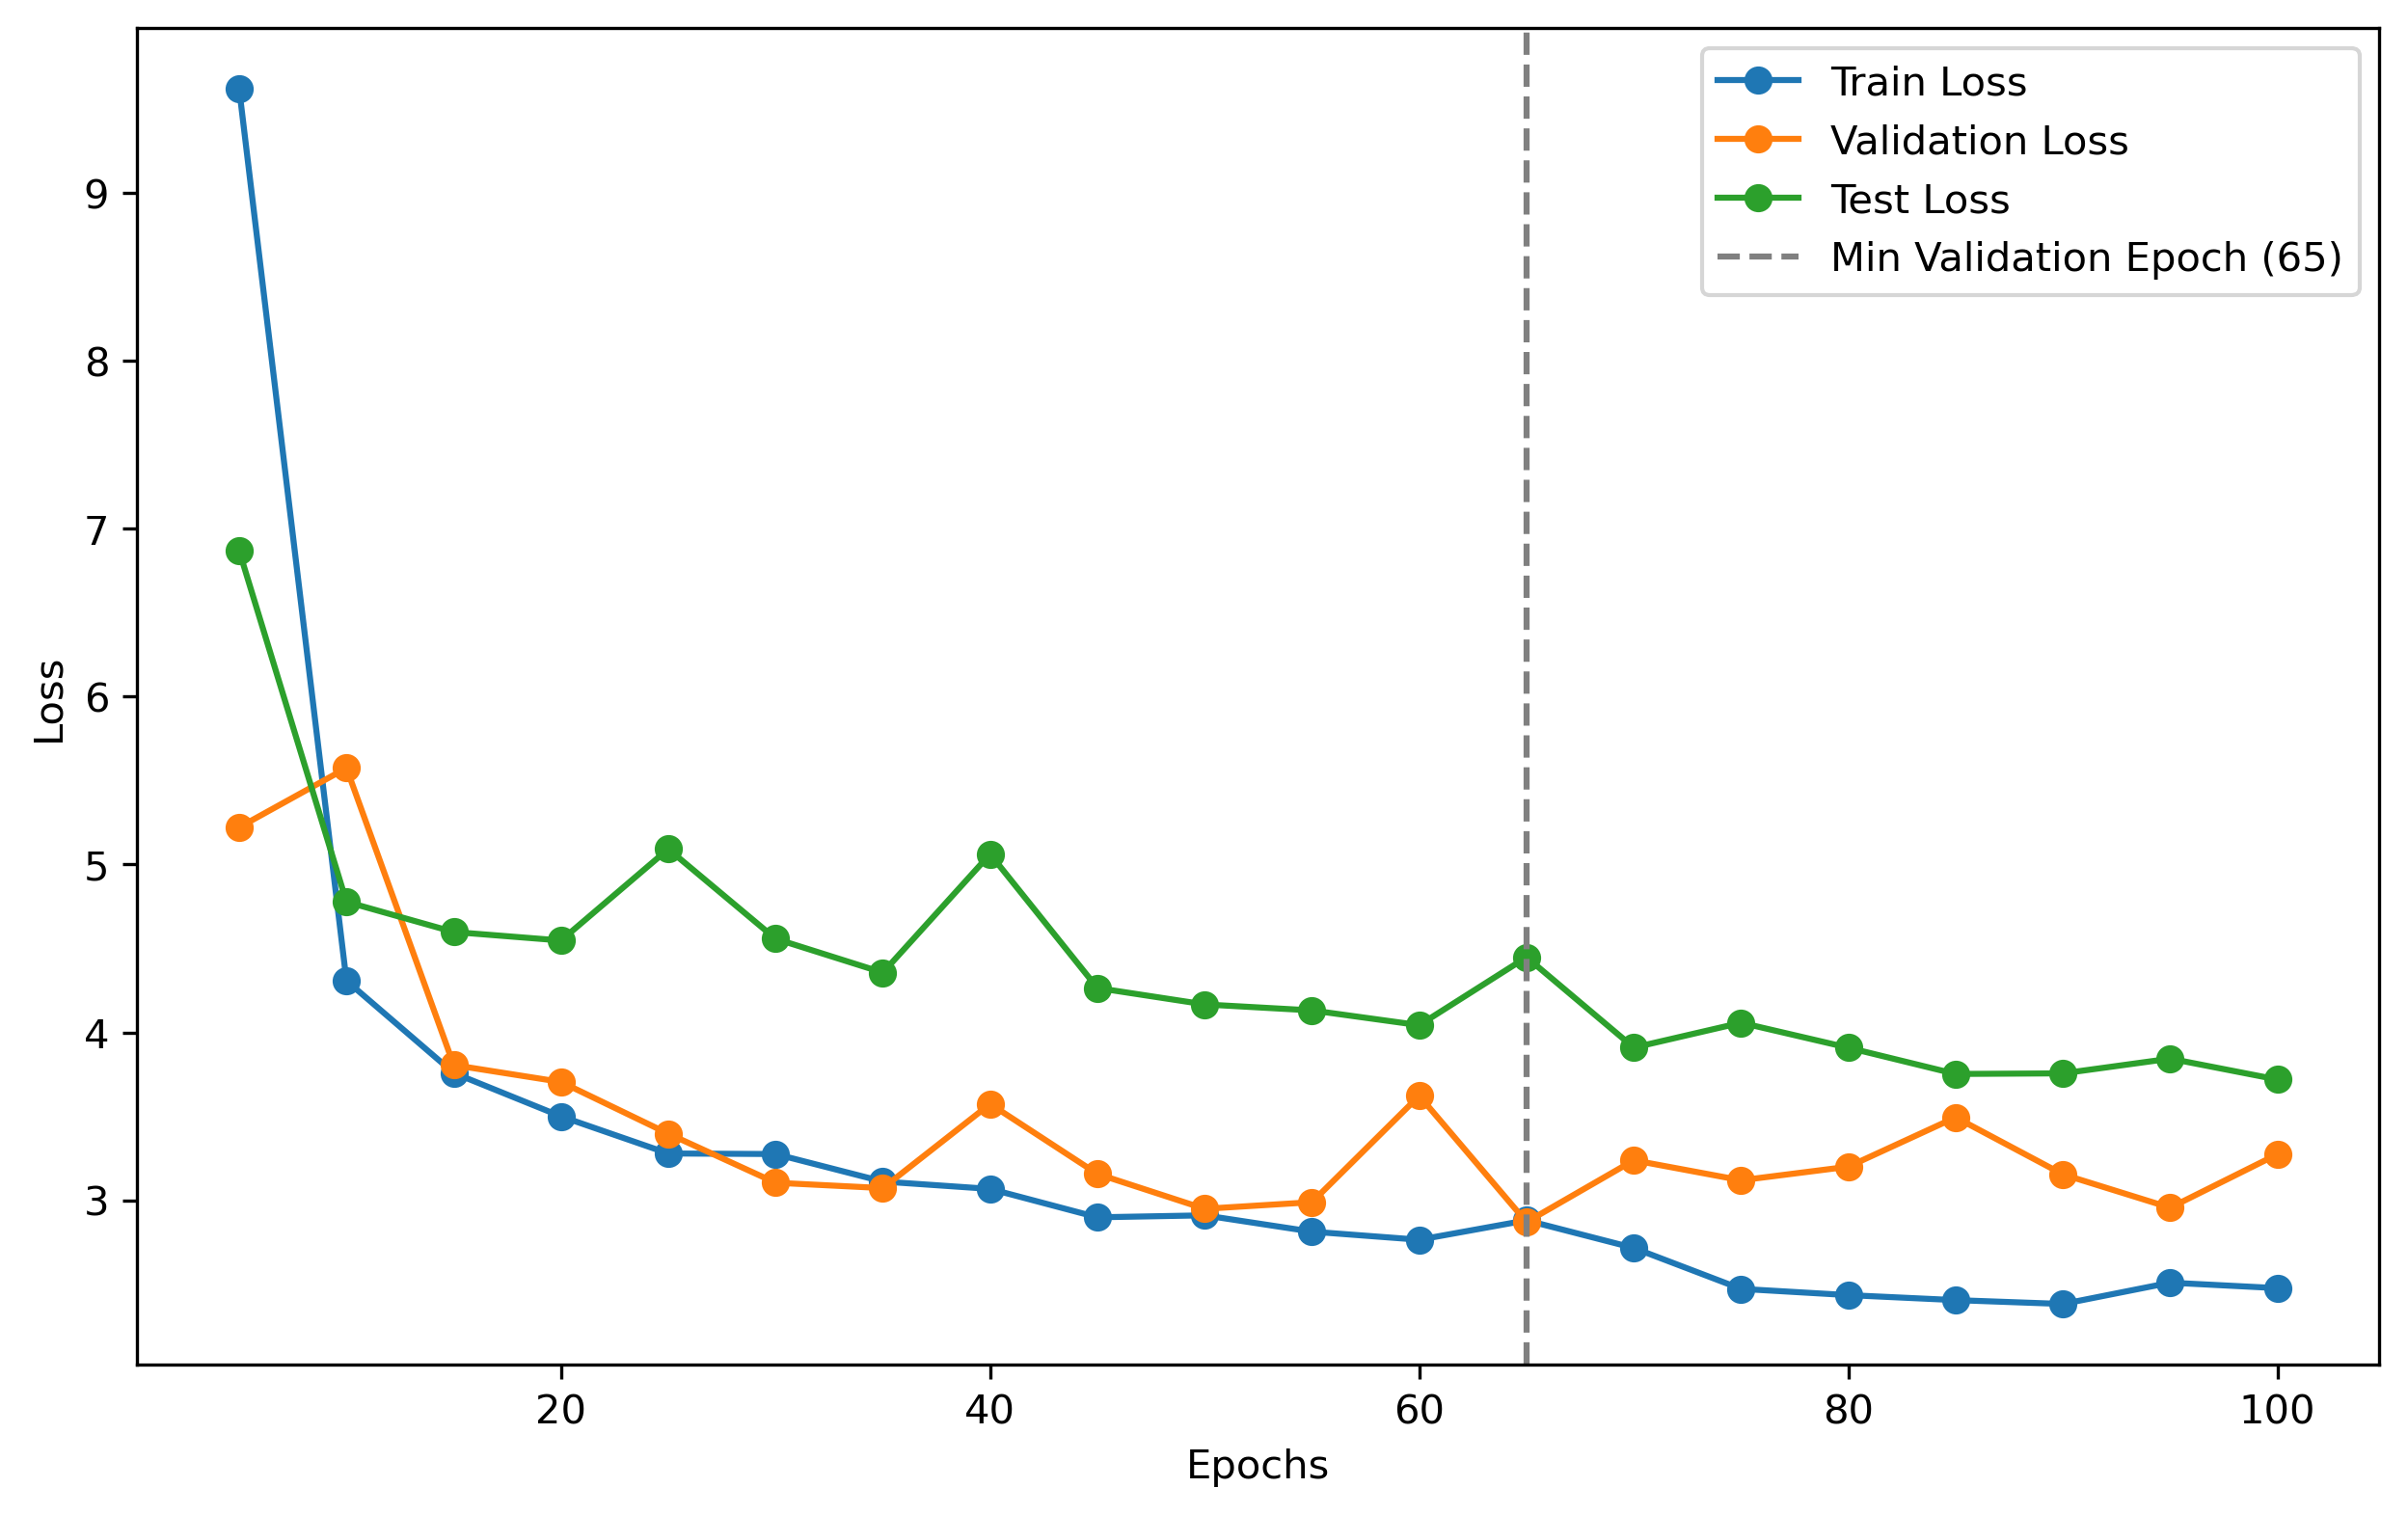 Train Loss
Validation Loss
Test Loss
Min Validation Epoch (65)
9
8
7
6
5
4
3
Loss
20 40 60 80 100
Epochs